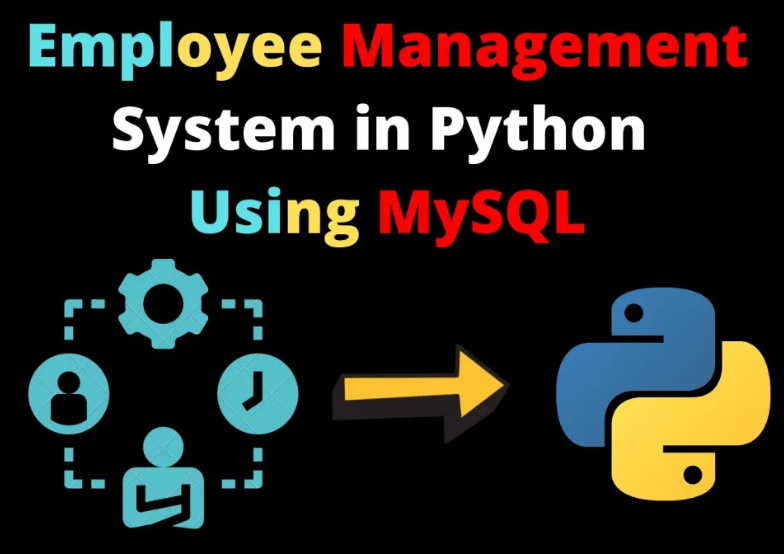 Employee Management
System in Python
Using MySQL